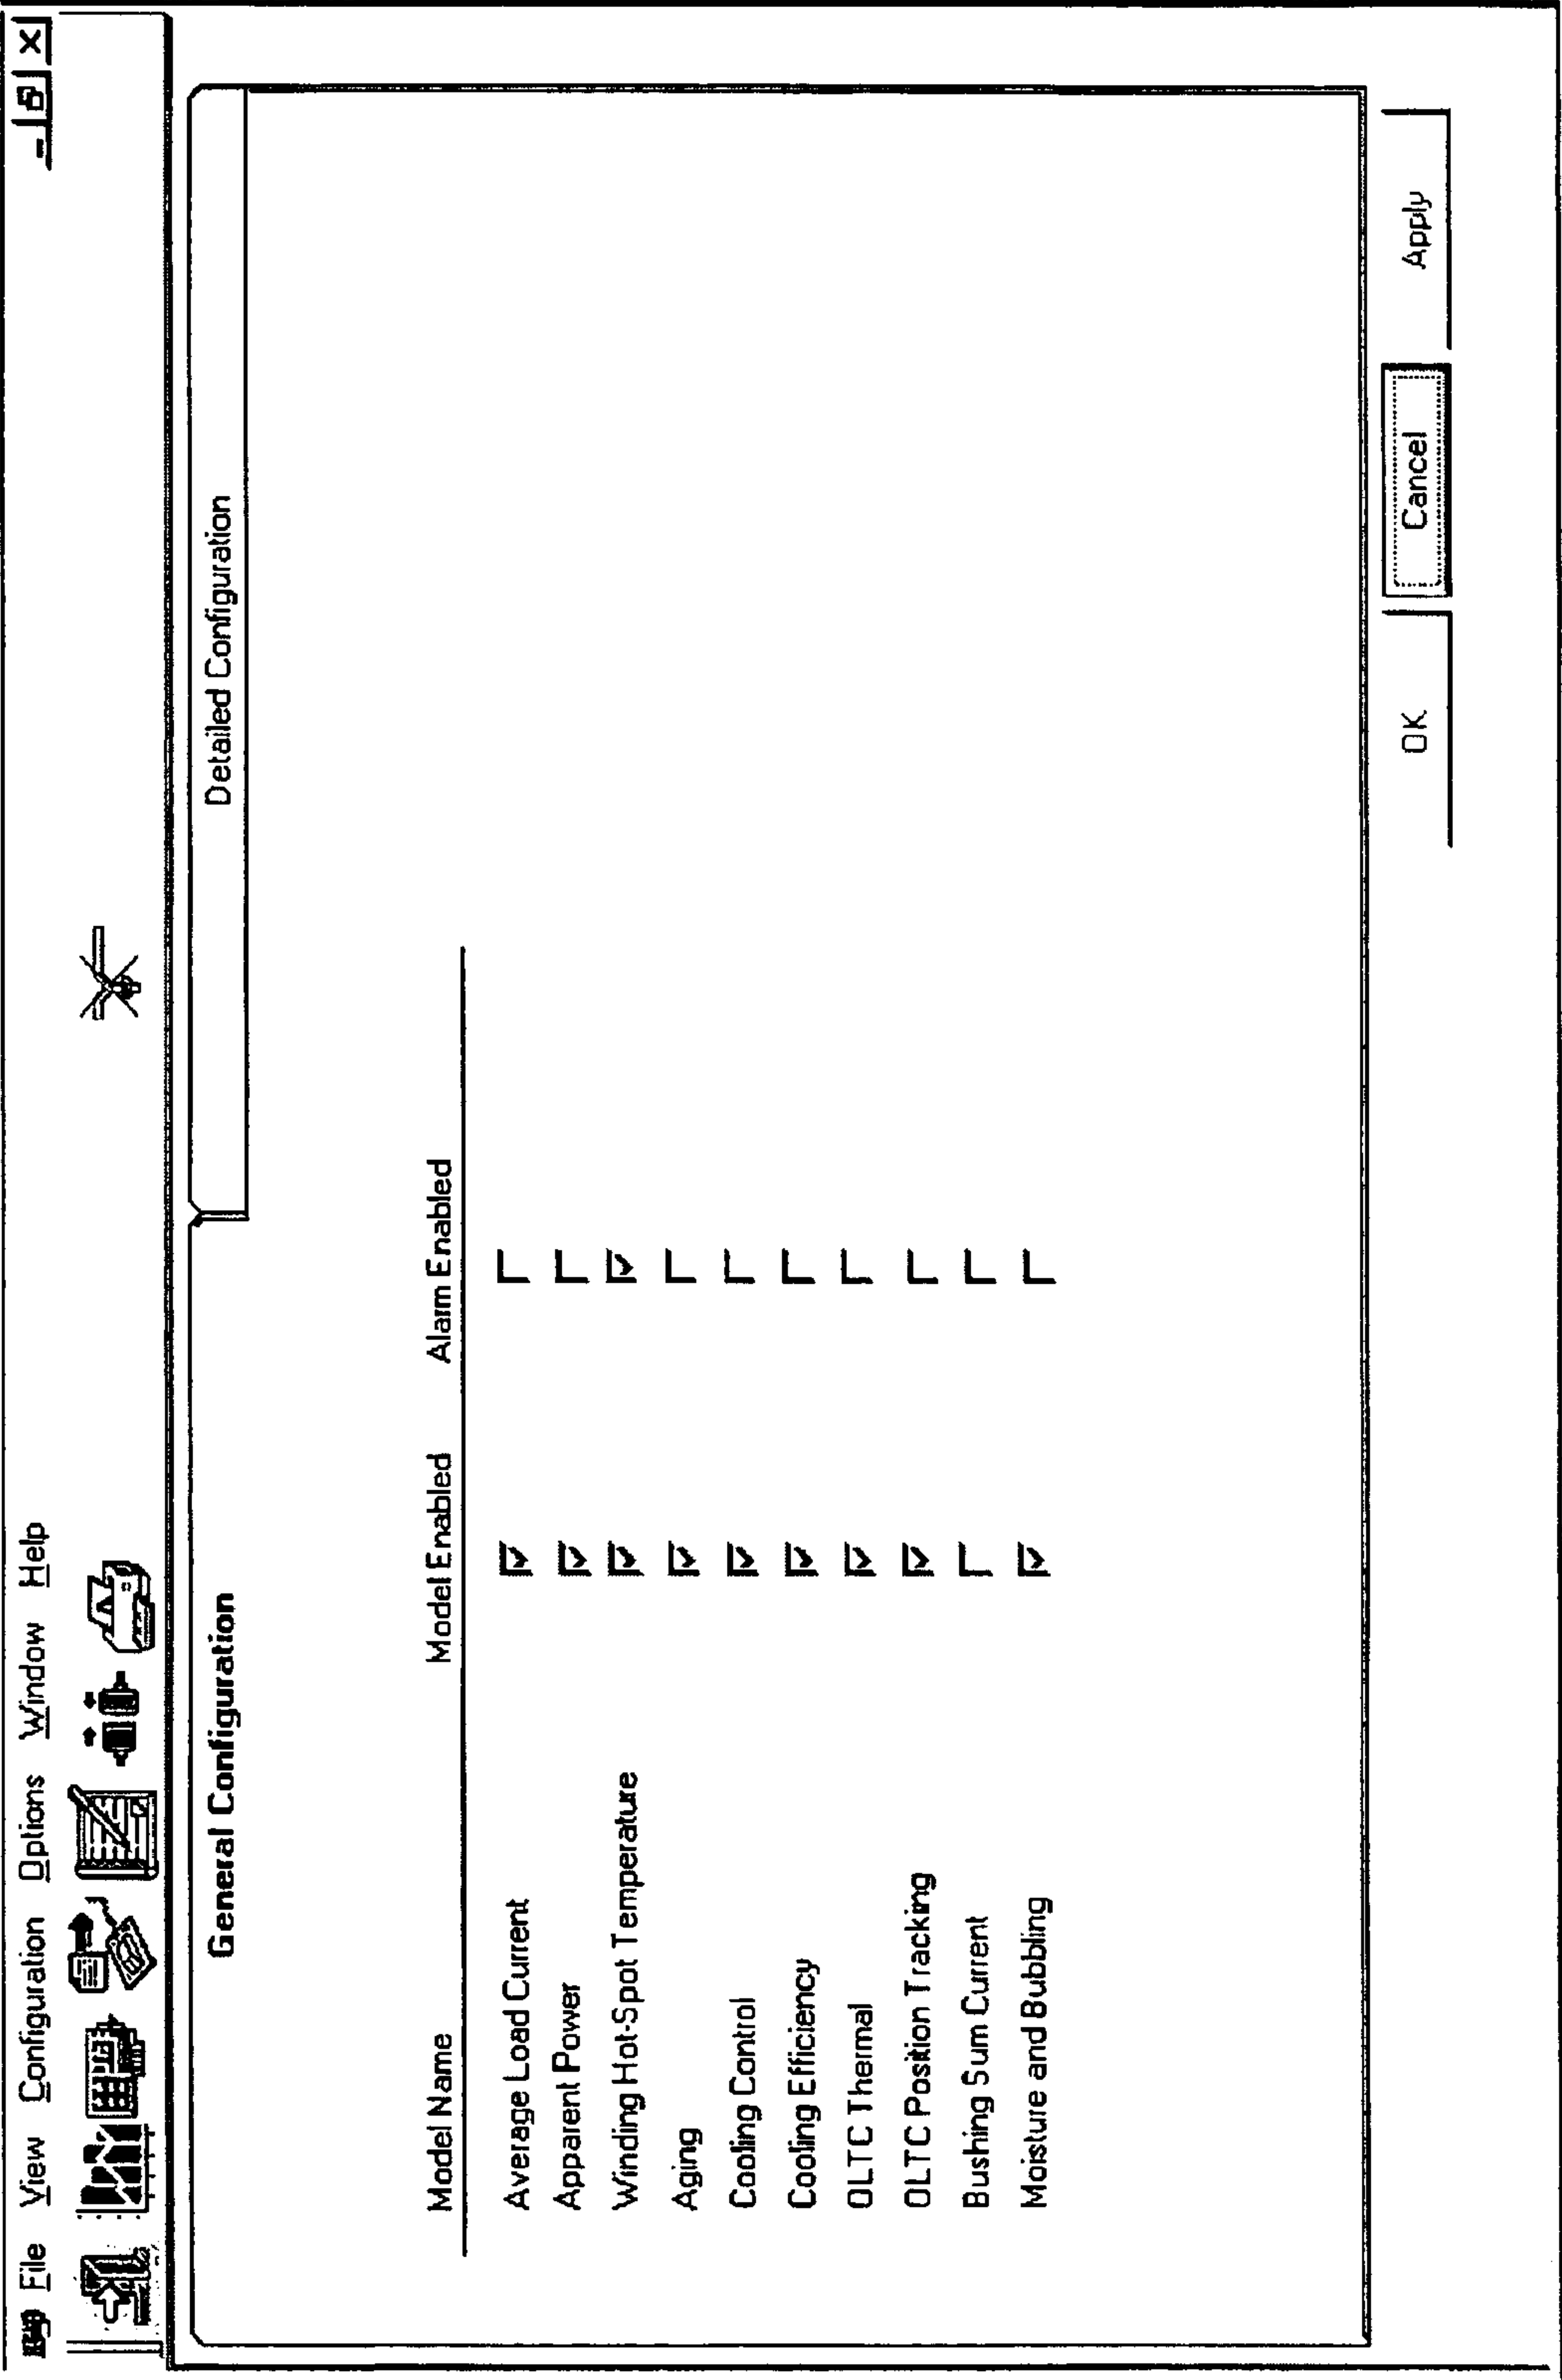 File View Configuration Options Window Help
General Configuration Detailed Configuration
Model Name Model Enabled Alarm Enabled
Average Load Current
Apparent Power
Winding Hot-Spot Temperature
Aging
Cooling Control
Cooling Efficiency
OLTC Thermal
OLTC Position Tracking
Bushing Sum Current
Moisture and Bubbling
OK Cancel Apply